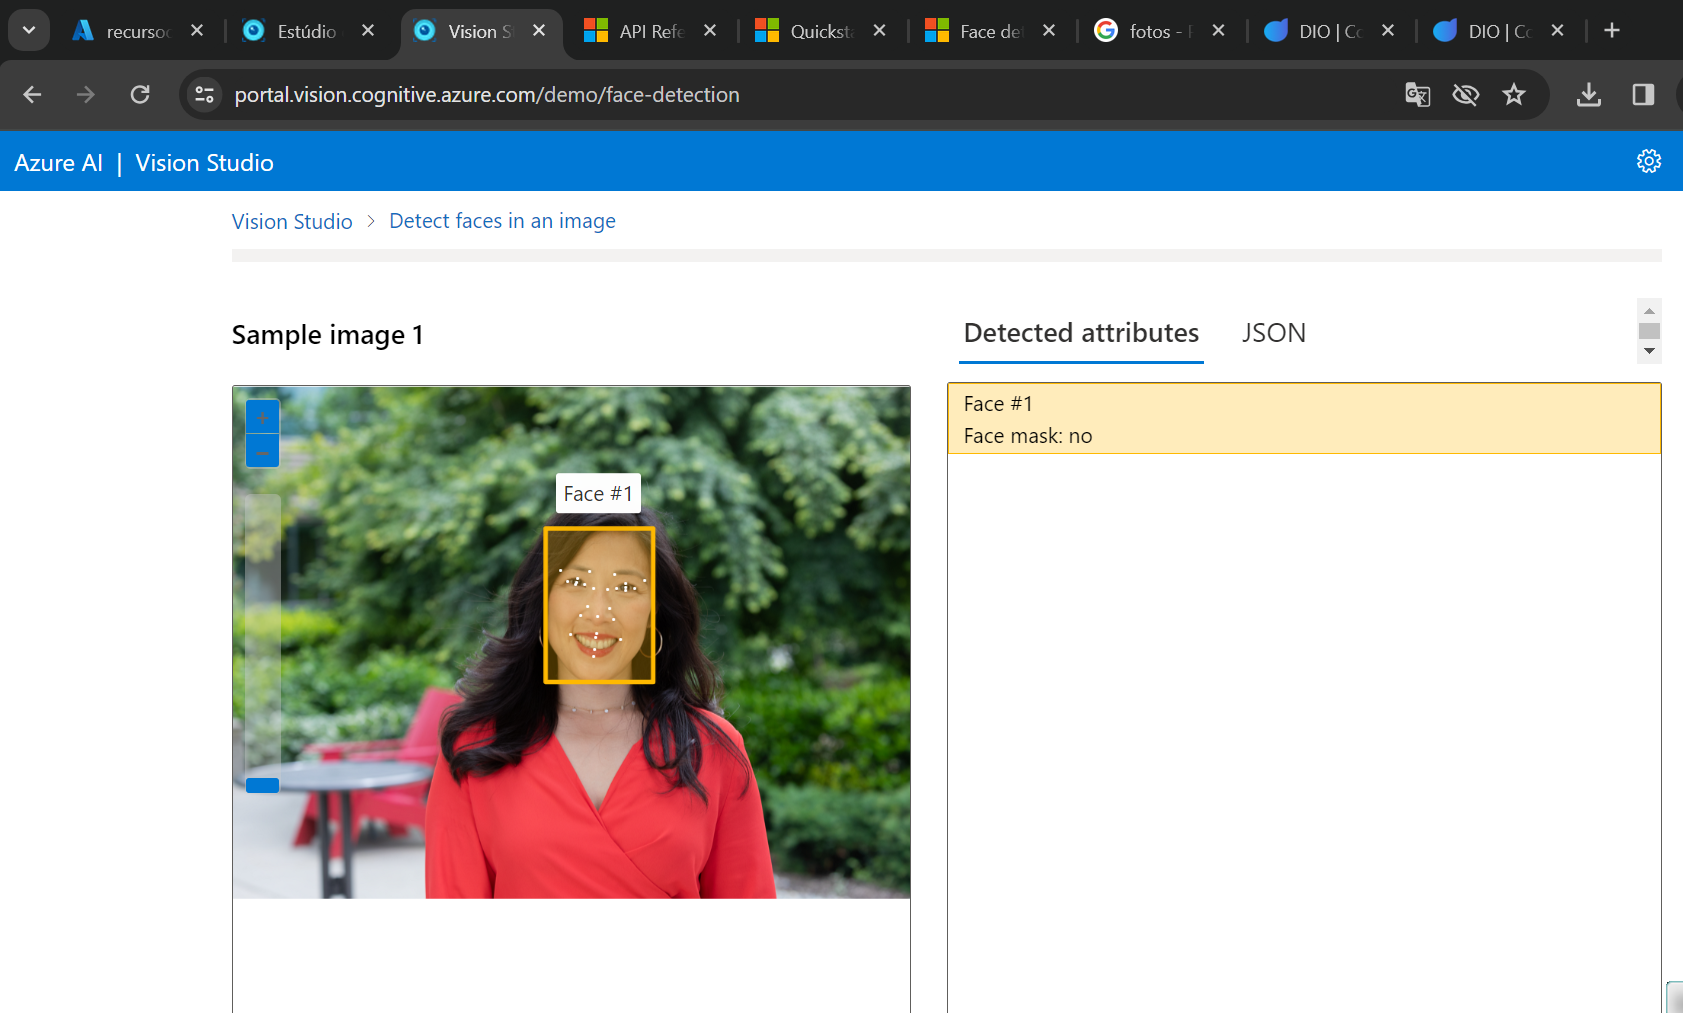 recurso
Estúdio
Vision S
API Refe
Quicksta
Face det
fotos -
DIO | Co
DIO | Co
portal.vision.cognitive.azure.com/demo/face-detection
Azure AI | Vision Studio
Vision Studio > Detect faces in an image
Sample image 1
Detected attributes
JSON
Face #1
Face #1
Face mask: no